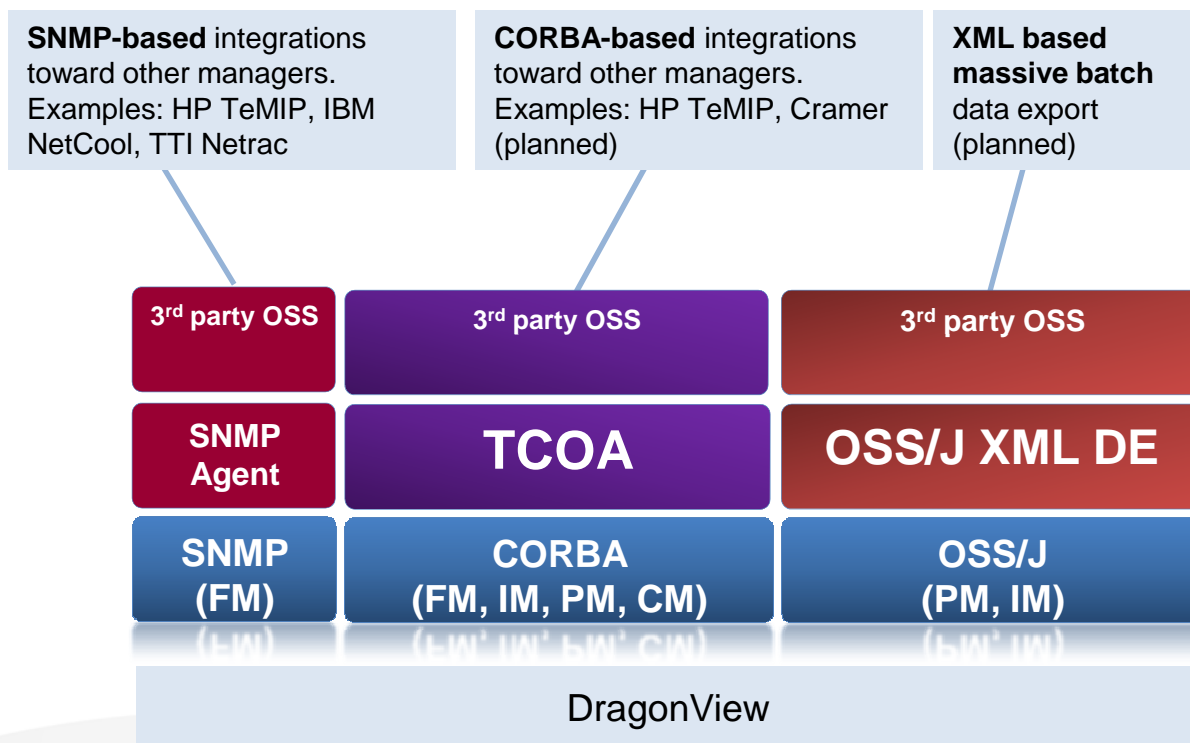 SNMP-based integrations
toward other managers.
Examples: HP TeMIP, IBM
NetCool, TTI Netrac
CORBA-based integrations
toward other managers.
Examples: HP TeMIP, Cramer
(planned)
XML based
massive batch
data export
(planned)
3rd party OSS
3rd party OSS
3rd party OSS
SNMP
Agent
TCOA
OSS/J XML DE
SNMP
(FM)
CORBA
(FM, IM, PM, CM)
OSS/J
(PM, IM)
DragonView